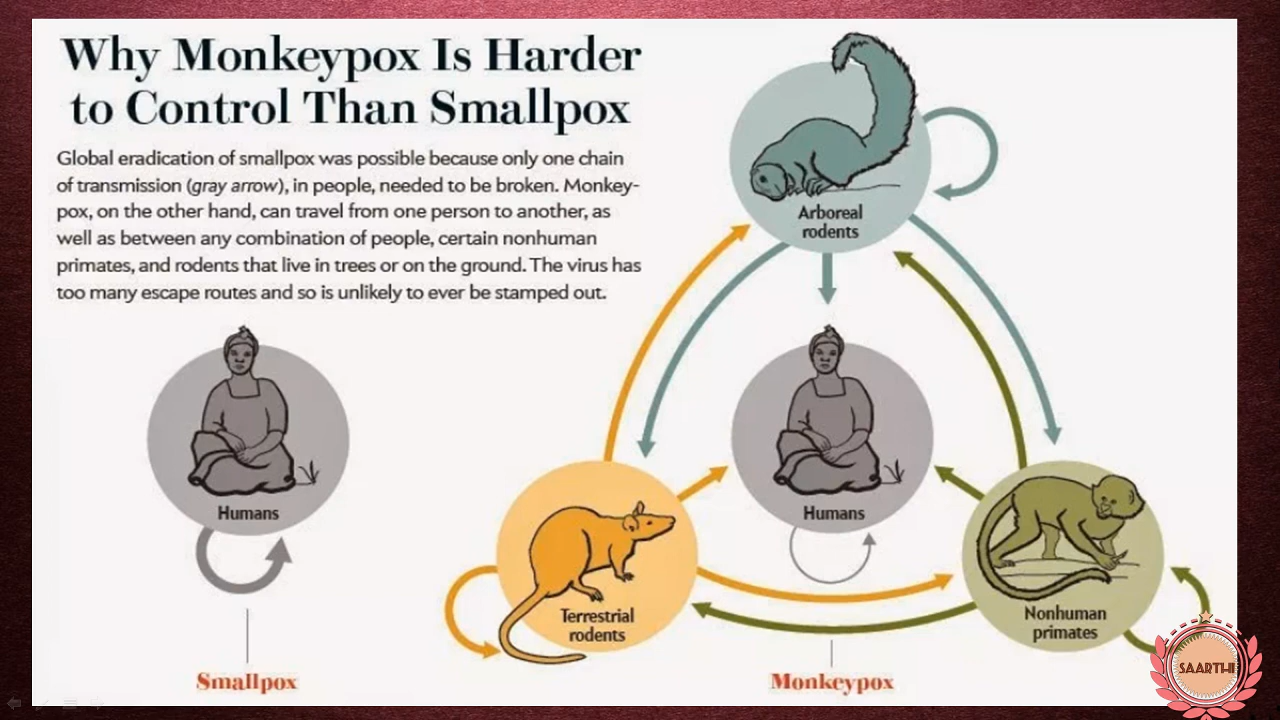 Why Monkeypox Is Harder
to Control Than Smallpox
Global eradication of smallpox was possible because only one chain
of transmission (gray arrow), in people, needed to be broken. Monkey-
pox, on the other hand, can travel from one person to another, as
well as between any combination of people, certain nonhuman
primates, and rodents that live in trees or on the ground. The virus has
too many escape routes and so is unlikely to ever be stamped out.
Arboreal
rodents
Humans
Humans
Terrestrial
rodents
Nonhuman
primates
Smallpox
Monkeypox
SAARTHI